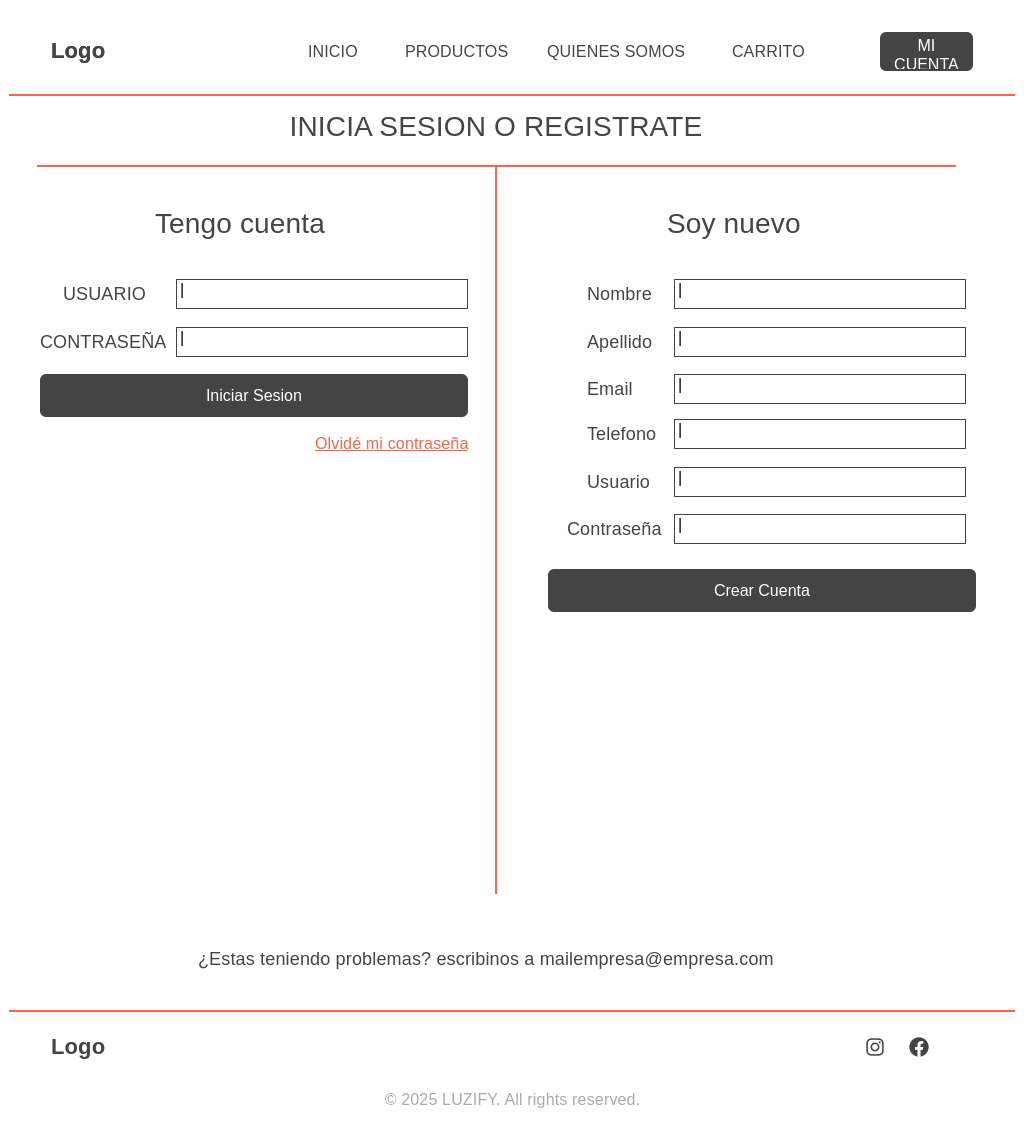 Logo
INICIO
PRODUCTOS
QUIENES SOMOS
CARRITO
MI
CUENTA
INICIA SESION O REGISTRATE
Tengo cuenta
USUARIO
CONTRASEÑA
Iniciar Sesion
Olvidé mi contraseña
Soy nuevo
Nombre
Apellido
Email
Telefono
Usuario
Contraseña
Crear Cuenta
¿Estas teniendo problemas? escribinos a mailempresa@empresa.com
Logo
© 2025 LUZIFY. All rights reserved.